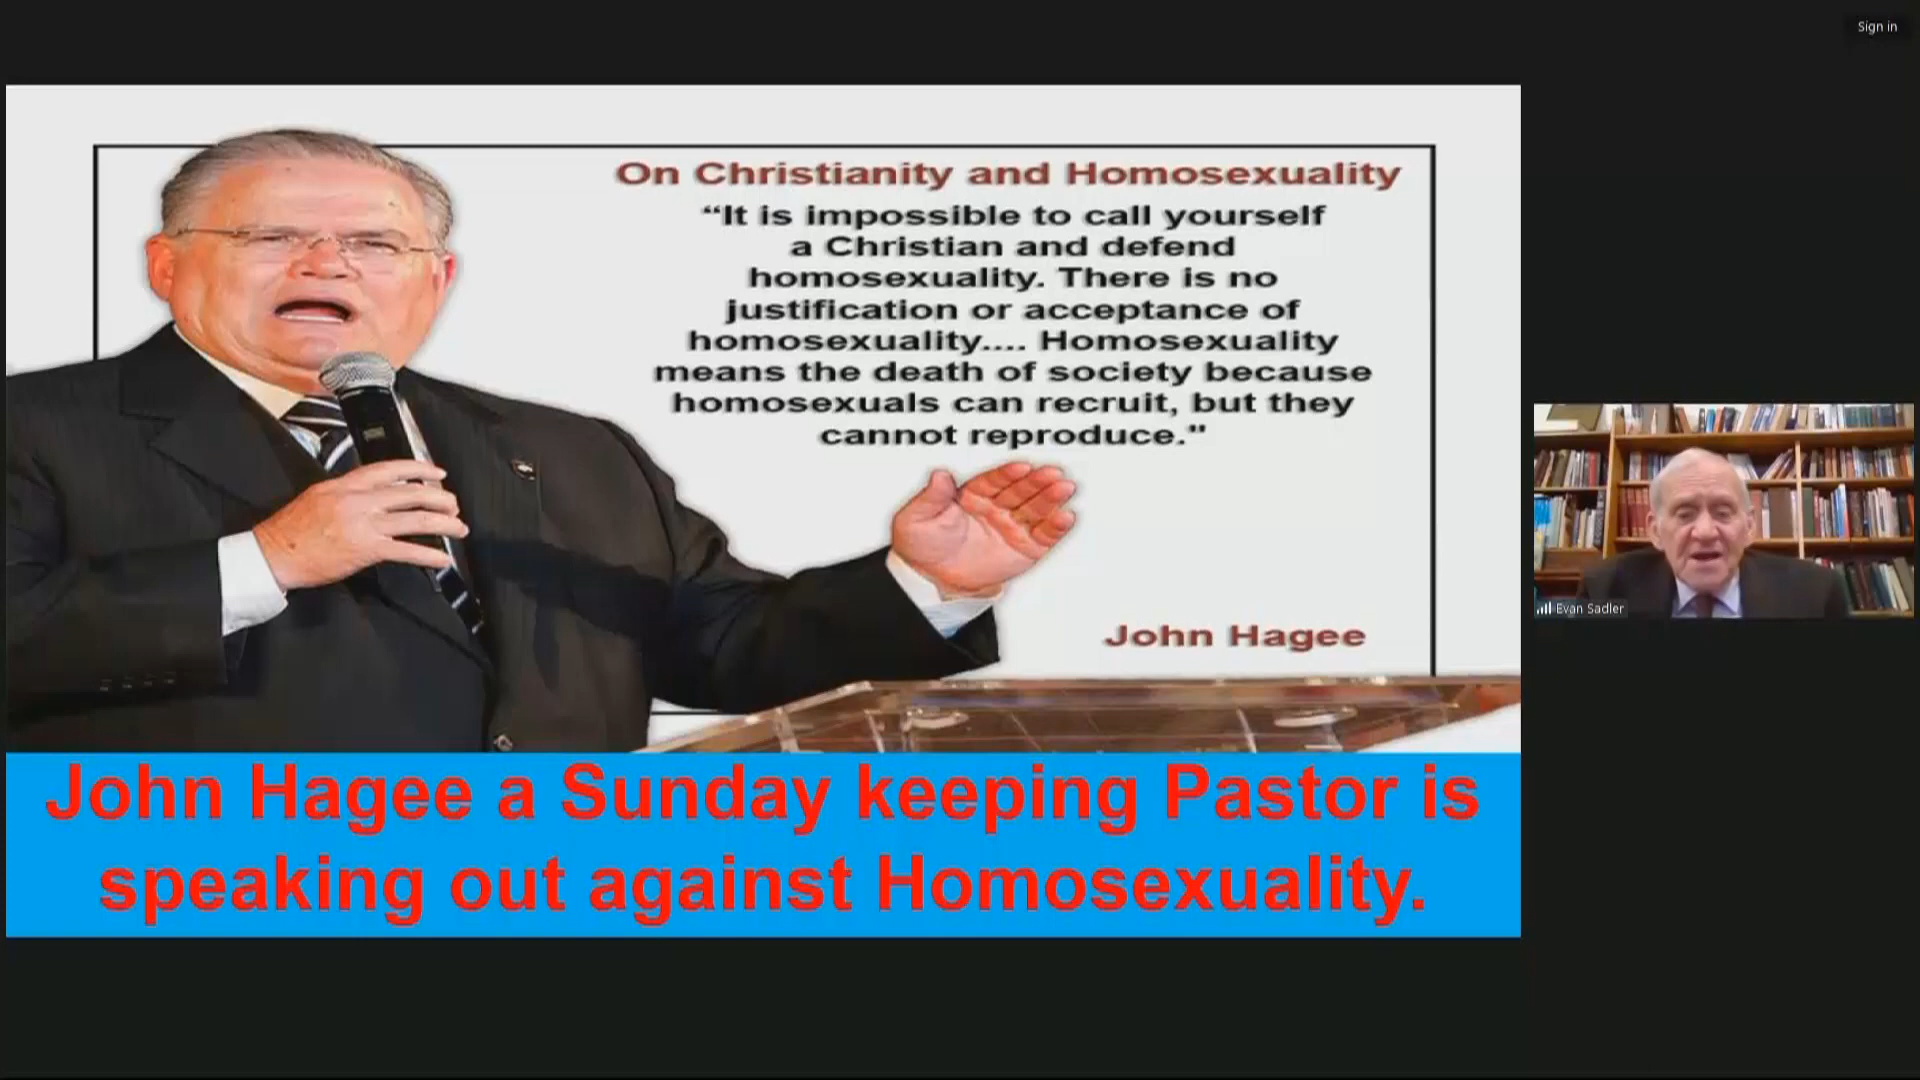 Sign in
On Christianity and Homosexuality
“It is impossible to call yourself
a Christian and defend
homosexuality. There is no
justification or acceptance of
homosexuality.... Homosexuality
means the death of society because
homosexuals can recruit, but they
cannot reproduce."
John Hagee
John Hagee a Sunday keeping Pastor is
speaking out against Homosexuality.
Evan Sadler